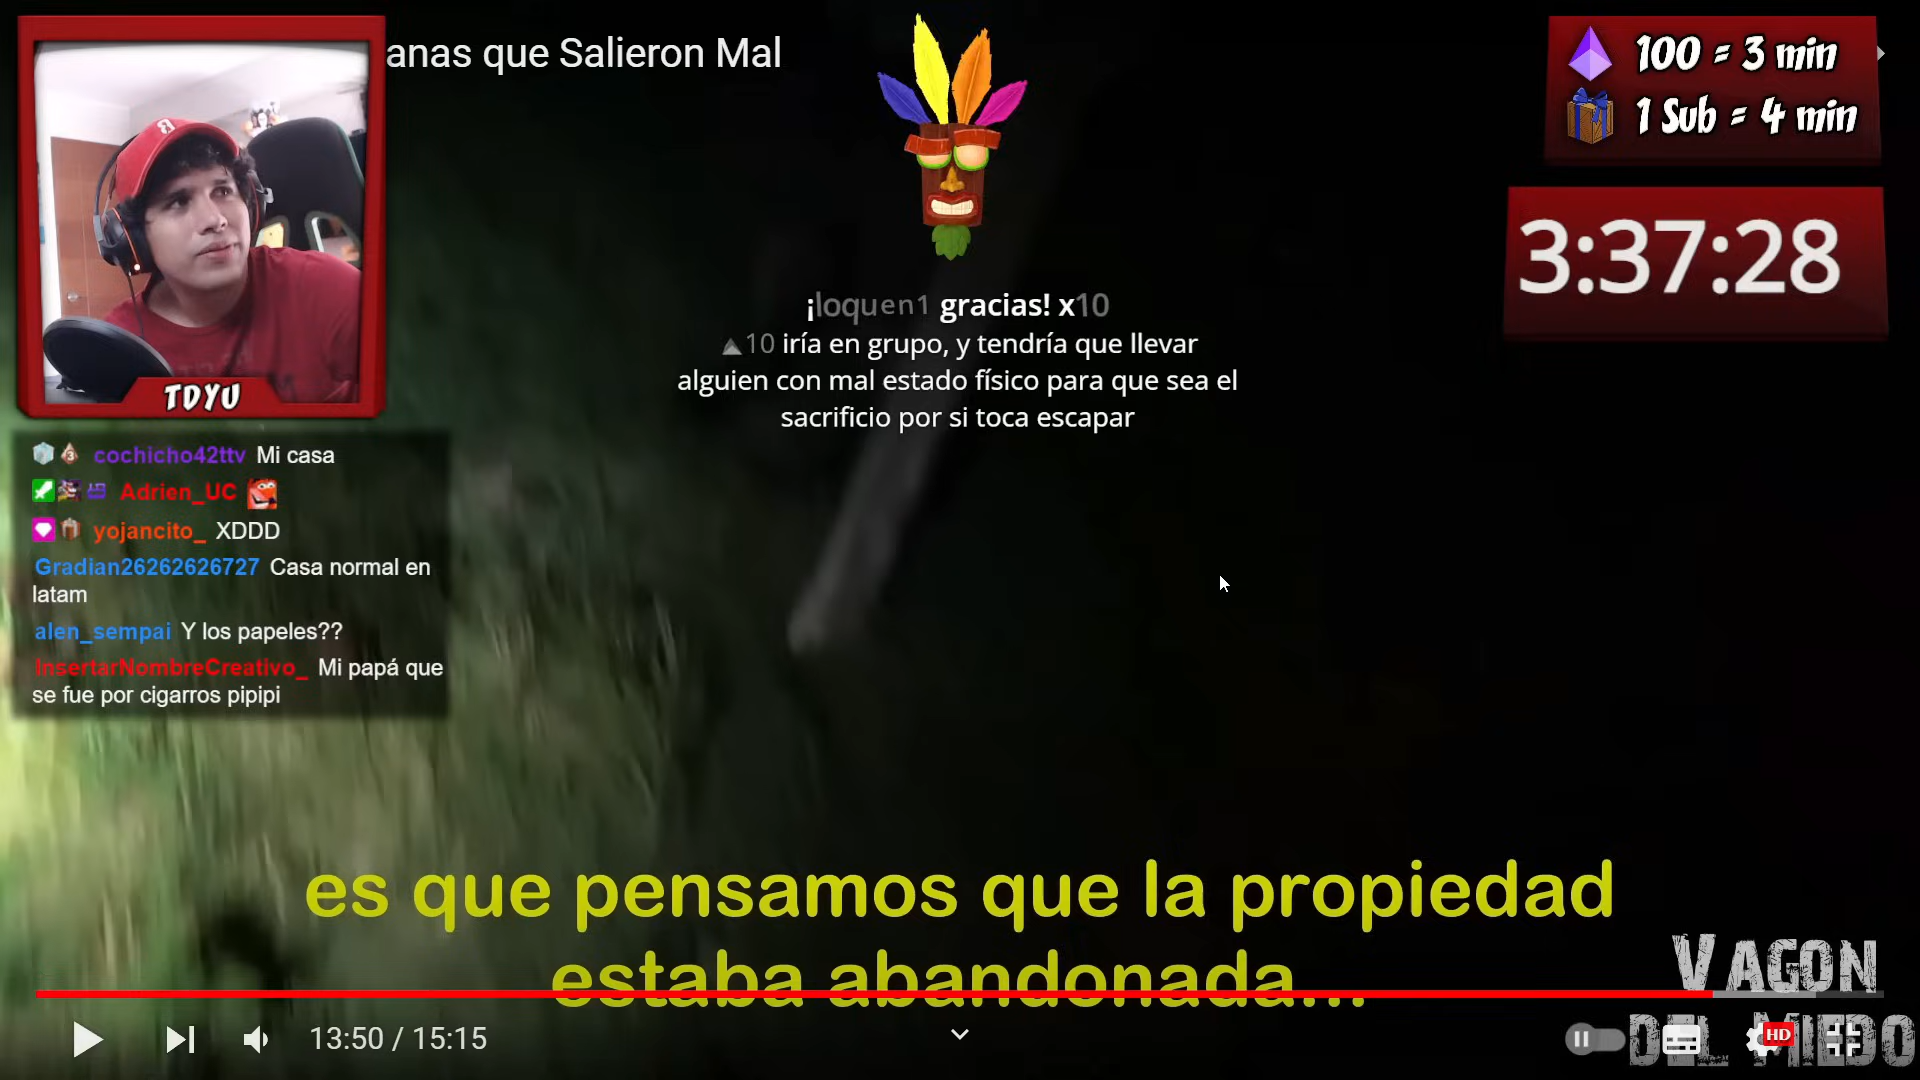 anas que Salieron Mal
100 = 3 min
1 Sub = 4 min
3:37:28
TDYU
¡loquen1 gracias! x10
10 iría en grupo, y tendría que llevar
alguien con mal estado físico para que sea el
sacrificio por si toca escapar
cochicho42ttv Mi casa
Adrien_UC
yojancito_ XDDD
Gradian26262626727 Casa normal en
latam
alen_sempai Y los papeles??
InsertarNombreCreativo_ Mi papá que
se fue por cigarros pipipi
es que pensamos que la propiedad
estaba abandonada...
VAGON
DEL MIEDO
13:50 / 15:15
HD